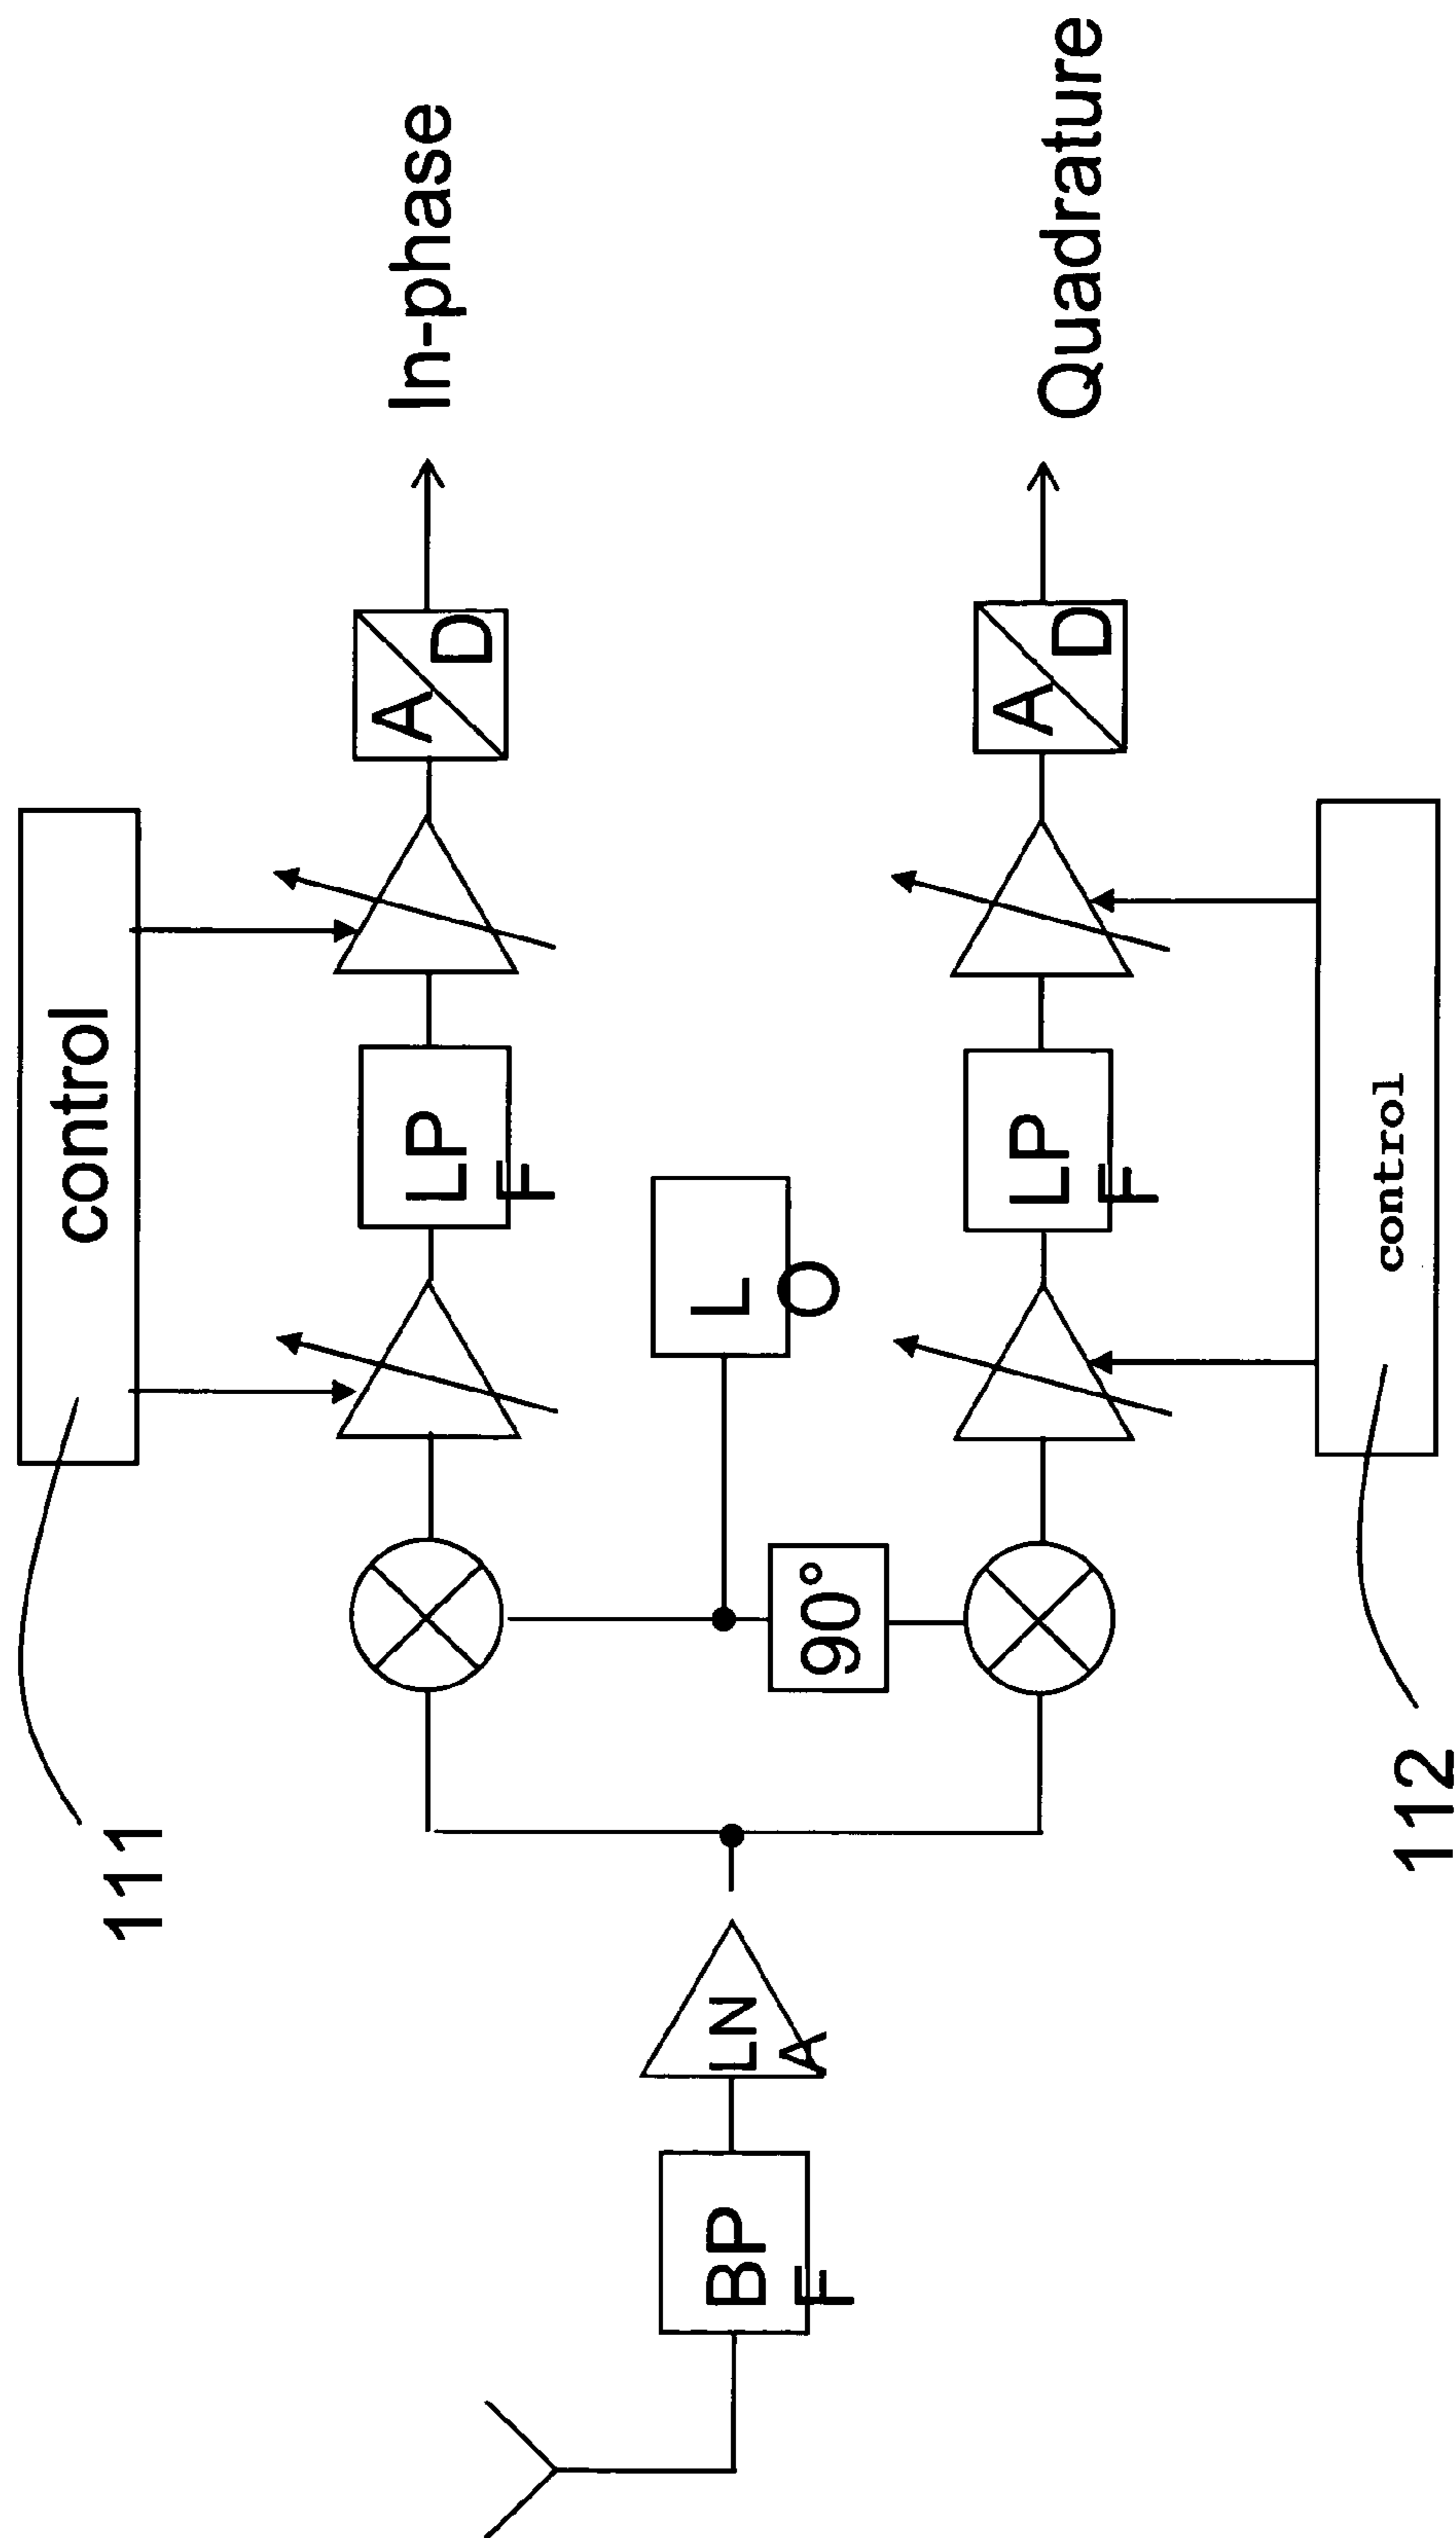 control
111
In-phase
A
D
LP
F
L
O
90°
LN
A
BP
F
Quadrature
A
D
LP
F
control
112